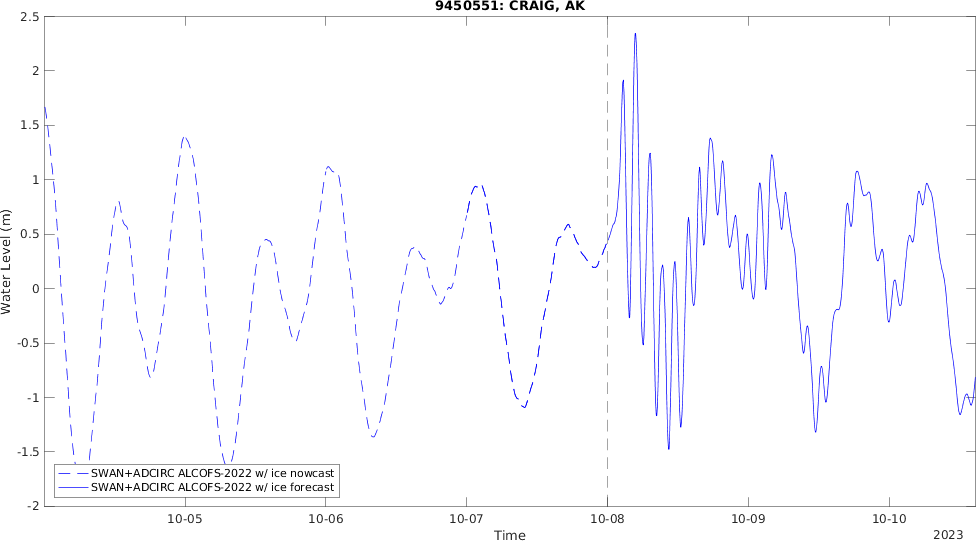 9450551: CRAIG, AK
2.5
2
1.5
1
0.5
0
-0.5
-1
-1.5
-2
Water Level (m)
SWAN+ADCIRC ALCOFS-2022 w/ ice nowcast
SWAN+ADCIRC ALCOFS-2022 w/ ice forecast
10-05 10-06 10-07 10-08 10-09 10-10
Time
2023